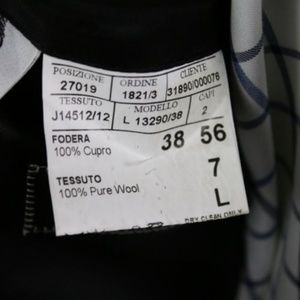 POSIZIONE ORDINE CLIENTE
27019 1821/3 31890/000076
TESSUTO MODELLO CAPI
J14512/12 L 13290/38 2
FODERA 38 56
100% Cupro
7
TESSUTO
100% Pure Wool L
DRY CLEAN ONLY